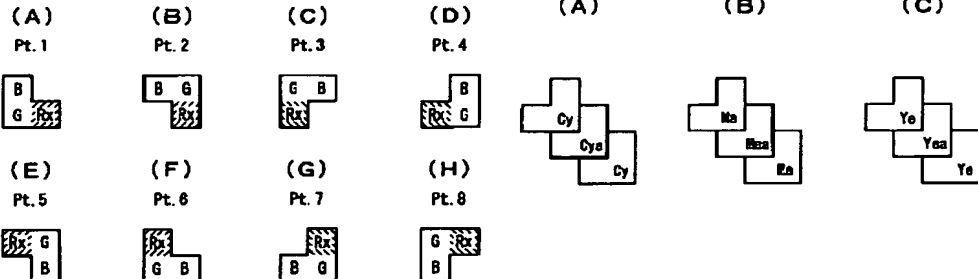 (A) (B) (C) (D) (A) (B) (C)
Pt.1 Pt.2 Pt.3 Pt.4
B B G G B B
G Rx Rx Rx Rx G
Cy Ma Ye
Cya Maa Yea
Cy Ma Ye
(E) (F) (G) (H)
Pt.5 Pt.6 Pt.7 Pt.8
Rx G Rx Rx G Rx
B G B B G B